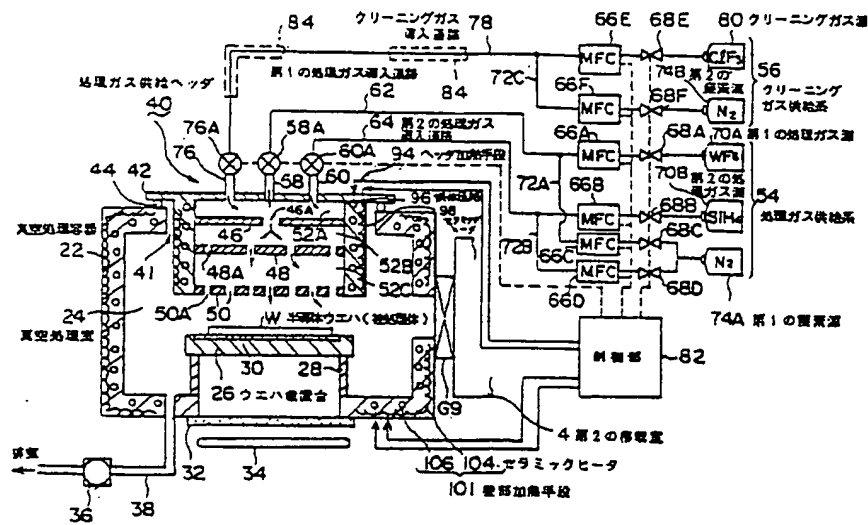 クリーニングガス
導入通路
84
78
66E
68E
80 クリーニングガス源
MFC
ClF₃
第1の処理ガス導入通路
84
72C
74B 第2の窒素源
56
処理ガス供給ヘッダ
62
66F
MFC
68F
N₂
クリーニング
ガス供給系
40
76A
58A
64 第2の処理ガス
導入通路
66A
MFC
68A
70A 第1の処理ガス源
WF₆
60A
94 ヘッダ加熱手段
72A
70B 第2の処
理ガス源
54
処理ガス供給系
76
58
60
66B
MFC
68B
SiH₄
44
42
96
98
46A
46
52A
72B
MFC
68C
N₂
真空処理容器
22
48A
48
52B
66C
MFC
66D
68D
41
52C
74A 第1の窒素源
50A
50
24
真空処理室
W 半導体ウエハ(被処理体)
制御部
82
30
28
26 ウエハ載置台
G9
4 第2の移載室
排気
32
34
106
104 セラミックヒータ
36
38
101 壁部加熱手段